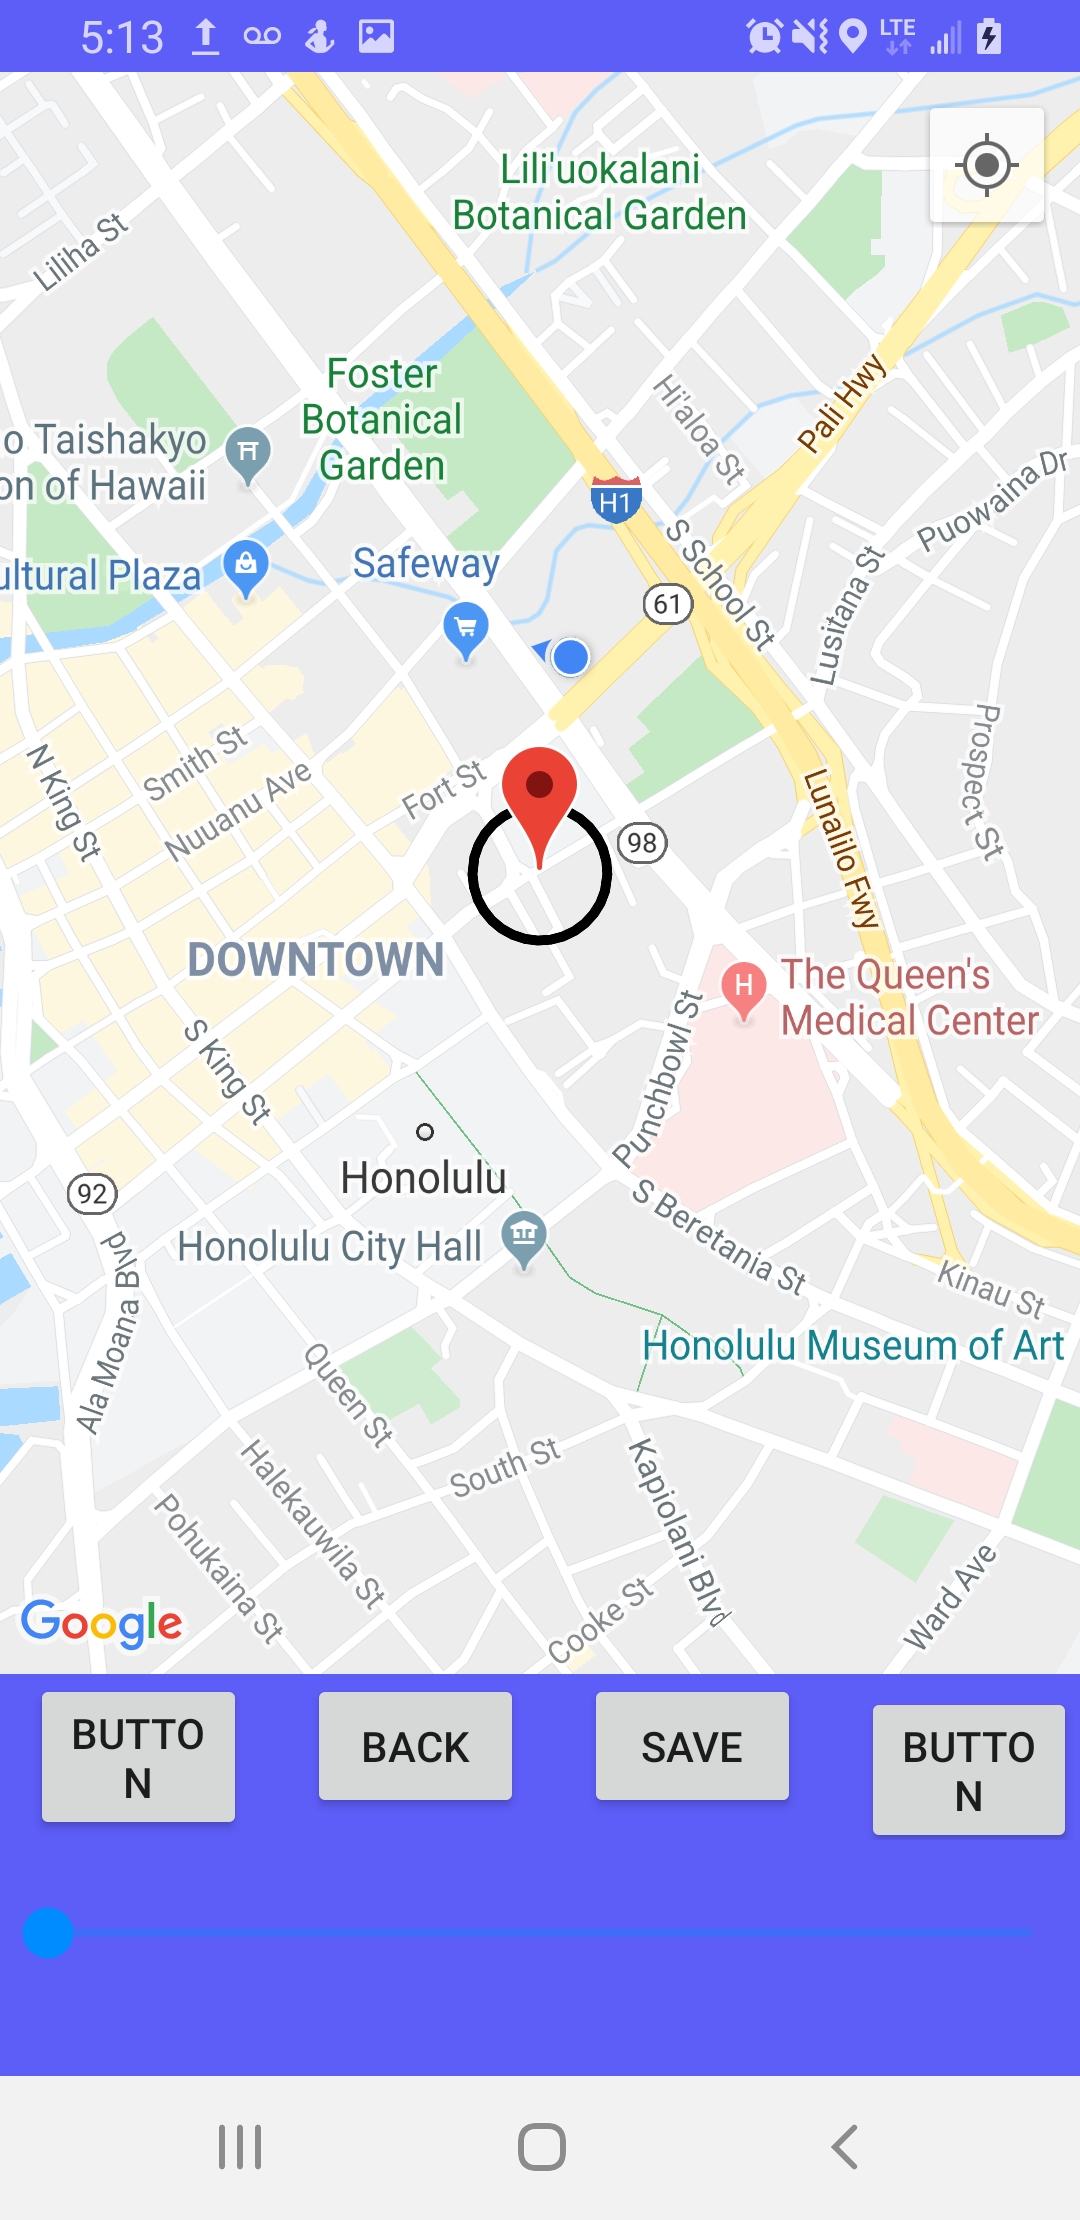 5:13
LTE
Lili'uokalani
Botanical Garden
Liliha St
Foster
Botanical
Garden
Hi'aloa St
Pali Hwy
o Taishakyo
on of Hawaii
Puowaina Dr
H1
S School St
Safeway
ultural Plaza
61
Lusitana St
Prospect St
N King St
Smith St
Nuuanu Ave
Fort St
98
Lunalilo Fwy
DOWNTOWN
The Queen's
Medical Center
H
S King St
Punchbowl St
92
Honolulu
S Beretania St
Honolulu City Hall
Kinau St
Ala Moana Blvd
Honolulu Museum of Art
Queen St
South St
Halekauwila St
Kapiolani Blvd
Pohukaina St
Cooke St
Ward Ave
Google
BUTTO
N
BACK
SAVE
BUTTO
N